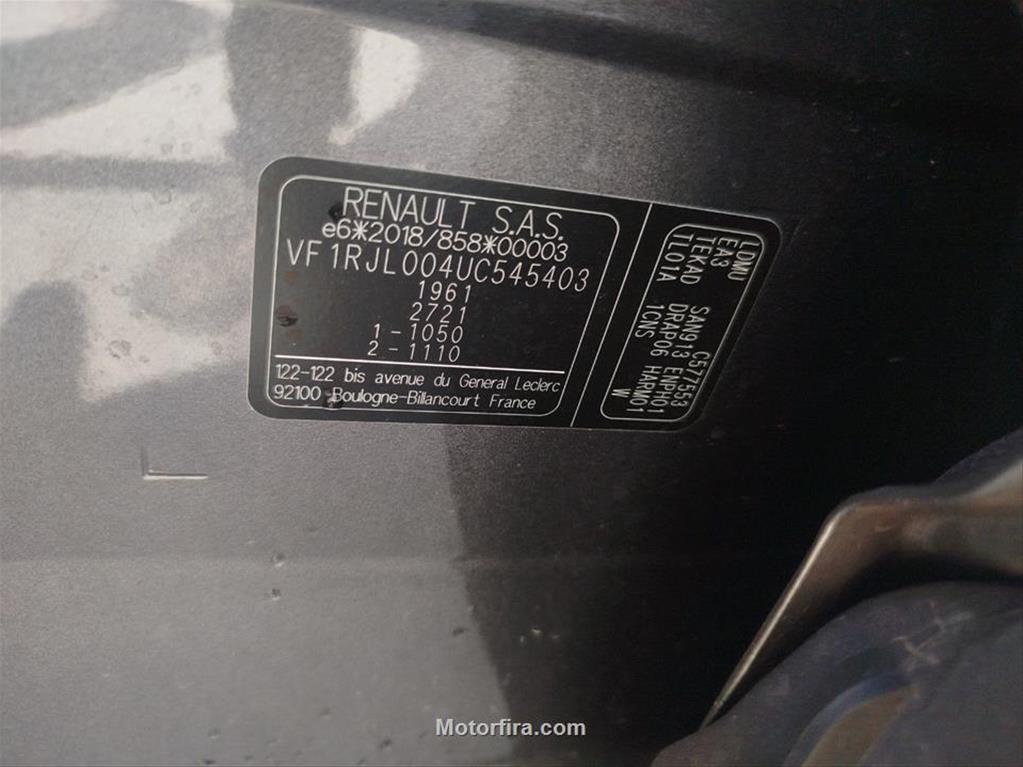 RENAULT S.A.S.
e6*2018/858*00003
VF1RJL004UC545403
1961
2721
1-1050
2-1110
122-122 bis avenue du General Leclerc
92100 Boulogne-Billancourt France
LDMU
EA3
TEKAD SAN913 C577553
TL01A DRAP06 ENPH01
1CNS HARM01
W
Motorfira.com